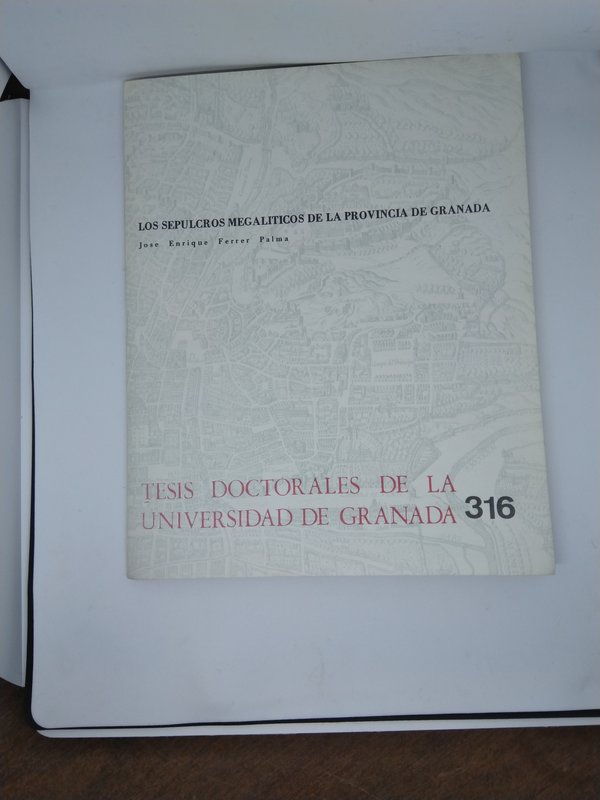 LOS SEPULCROS MEGALITICOS DE LA PROVINCIA DE GRANADA
Jose Enrique Ferrer Palma
TESIS DOCTORALES DE LA
UNIVERSIDAD DE GRANADA 316